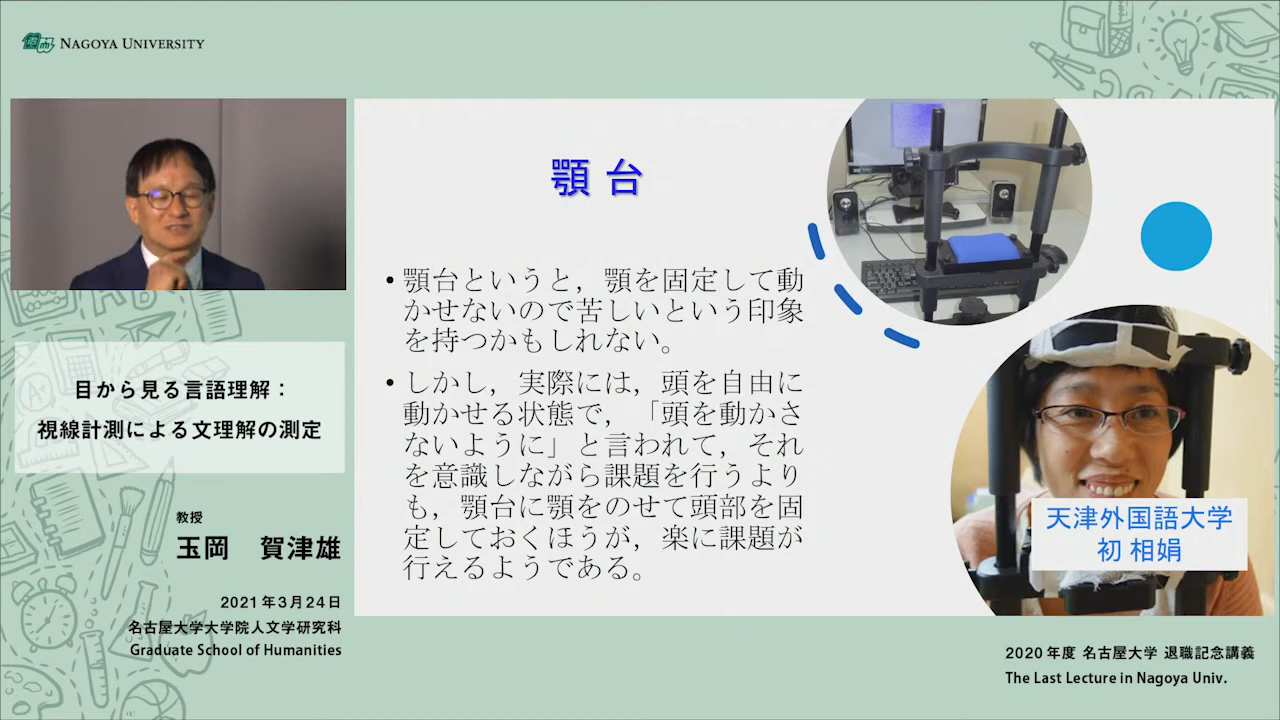 NAGOYA UNIVERSITY
目から見る言語理解：
視線計測による文理解の測定
教授
玉岡　賀津雄
2021年3月24日
名古屋大学大学院人文学研究科
Graduate School of Humanities
顎台
• 顎台というと，顎を固定して動
かせないので苦しいという印象
を持つかもしれない。
• しかし，実際には，頭を自由に
動かせる状態で，「頭を動かさ
ないように」と言われて，それ
を意識しながら課題を行うより
も，顎台に顎をのせて頭部を固
定しておくほうが，楽に課題が
行えるようである。
天津外国語大学
初 相娟
2020年度 名古屋大学 退職記念講義
The Last Lecture in Nagoya Univ.